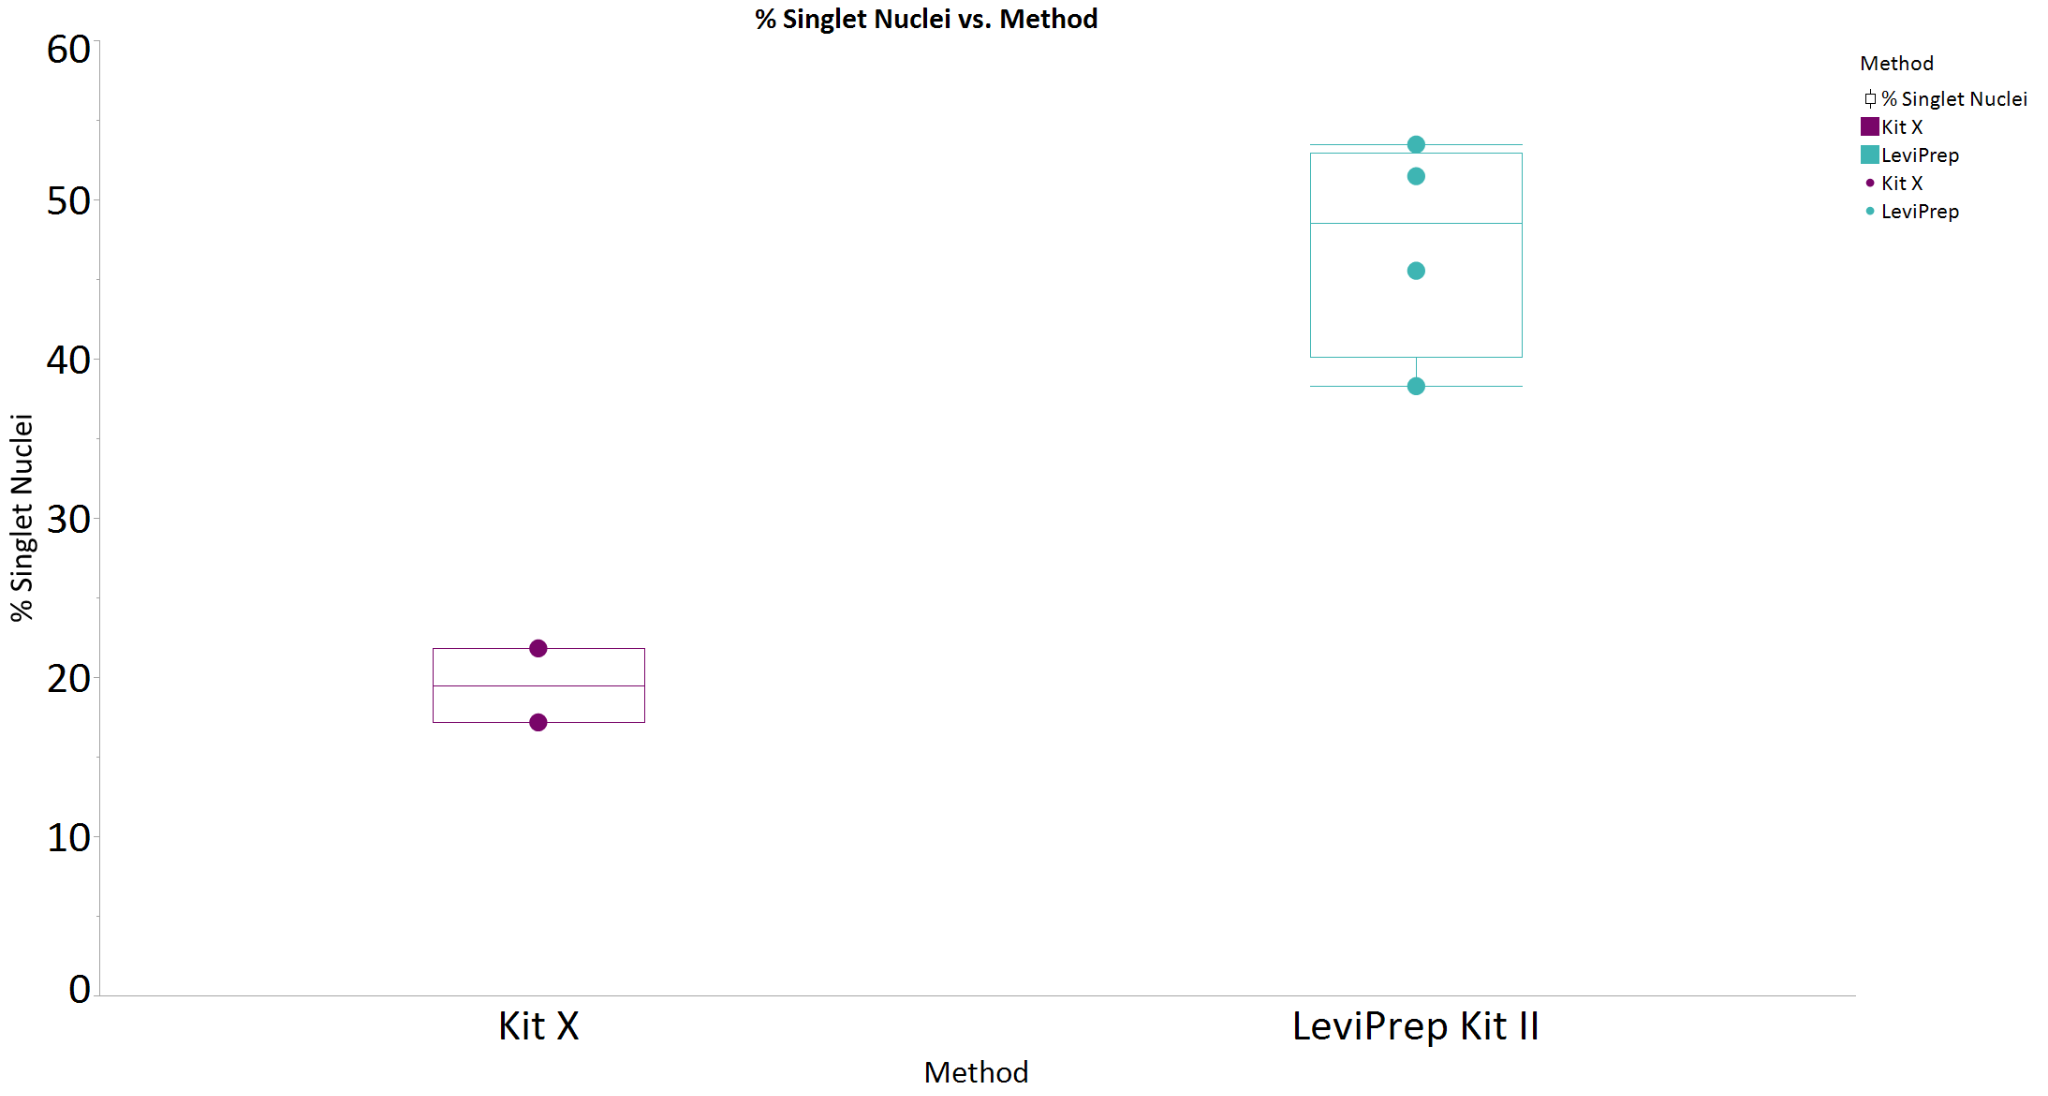 % Singlet Nuclei vs. Method
60
50
40
30
20
10
0
% Singlet Nuclei
Kit X
LeviPrep Kit II
Method
Method
% Singlet Nuclei
Kit X
LeviPrep
Kit X
LeviPrep